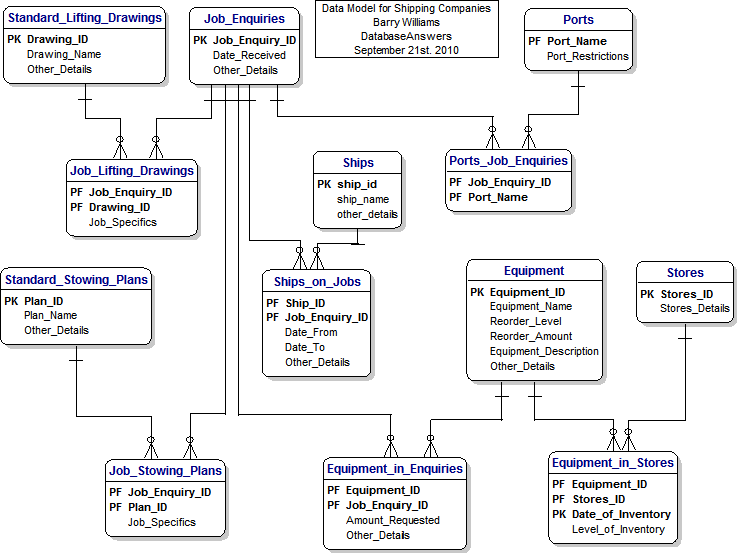 Data Model for Shipping Companies
Barry Williams
DatabaseAnswers
September 21st. 2010
Standard_Lifting_Drawings
PK Drawing_ID
Drawing_Name
Other_Details
Job_Enquiries
PK Job_Enquiry_ID
Date_Received
Other_Details
Ports
PF Port_Name
Port_Restrictions
Job_Lifting_Drawings
PF Job_Enquiry_ID
PF Drawing_ID
Job_Specifics
Ships
PK ship_id
ship_name
other_details
Ports_Job_Enquiries
PF Job_Enquiry_ID
PF Port_Name
Standard_Stowing_Plans
PK Plan_ID
Plan_Name
Other_Details
Ships_on_Jobs
PF Ship_ID
PF Job_Enquiry_ID
Date_From
Date_To
Other_Details
Equipment
PK Equipment_ID
Equipment_Name
Reorder_Level
Reorder_Amount
Equipment_Description
Other_Details
Stores
PK Stores_ID
Stores_Details
Job_Stowing_Plans
PF Job_Enquiry_ID
PF Plan_ID
Job_Specifics
Equipment_in_Enquiries
PF Equipment_ID
PF Job_Enquiry_ID
Amount_Requested
Other_Details
Equipment_in_Stores
PF Equipment_ID
PF Stores_ID
PK Date_of_Inventory
Level_of_Inventory